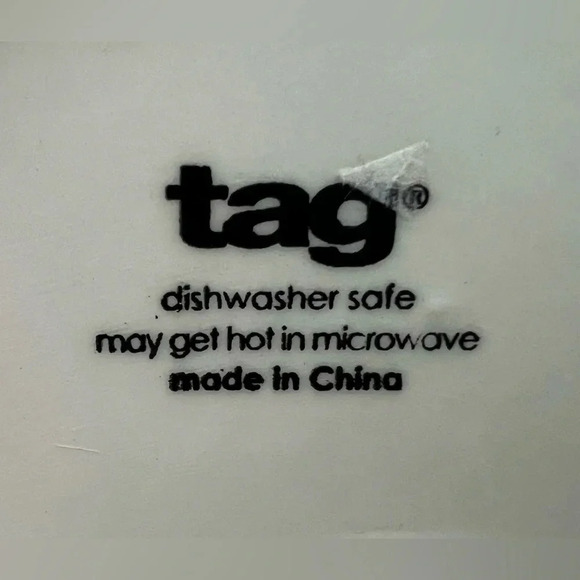 tag®
dishwasher safe
may get hot in microwave
made in China